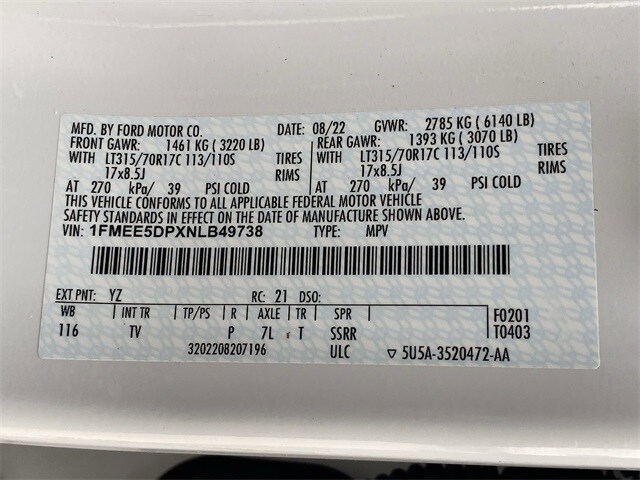 MFD. BY FORD MOTOR CO. DATE: 08/22 GVWR: 2785 KG ( 6140 LB)
FRONT GAWR: 1461 KG ( 3220 LB) REAR GAWR: 1393 KG ( 3070 LB)
WITH LT315/70R17C 113/110S TIRES WITH LT315/70R17C 113/110S TIRES
17x8.5J RIMS 17x8.5J RIMS
AT 270 kPa/ 39 PSI COLD AT 270 kPa/ 39 PSI COLD
THIS VEHICLE CONFORMS TO ALL APPLICABLE FEDERAL MOTOR VEHICLE
SAFETY STANDARDS IN EFFECT ON THE DATE OF MANUFACTURE SHOWN ABOVE.
VIN: 1FMEE5DPXNLB49738 TYPE: MPV
EXT PNT: YZ RC: 21 DSO:
WB INT TR TP/PS R AXLE TR SPR F0201
116 TV P 7L T SSRR T0403
3202208207196 ULC ▽ 5U5A-3520472-AA